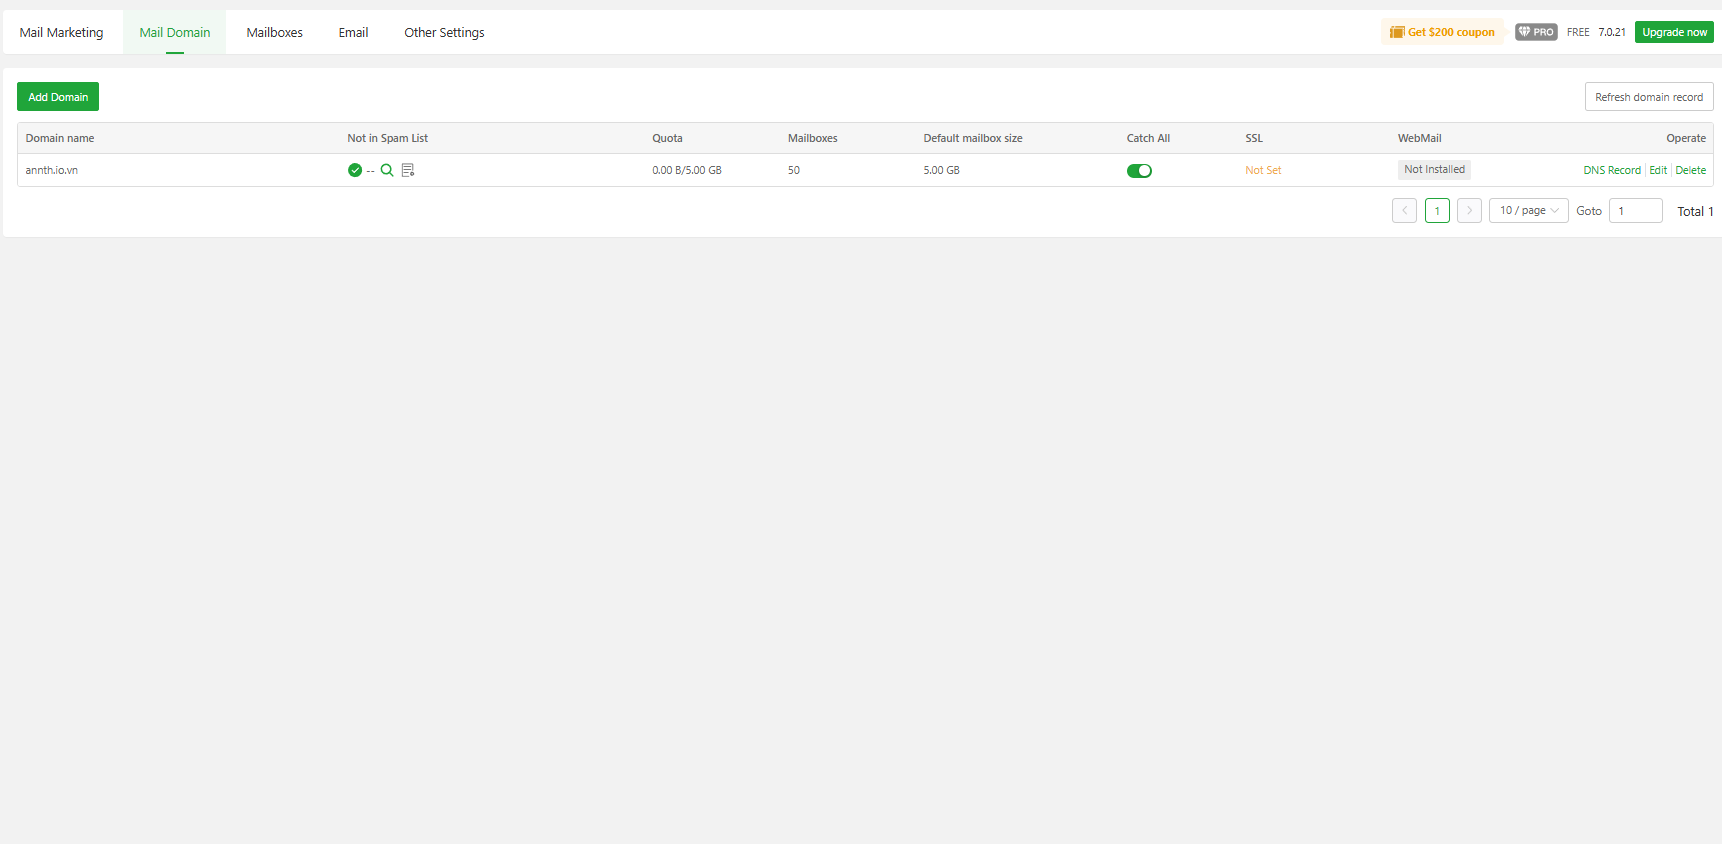 Mail Marketing Mail Domain Mailboxes Email Other Settings Get $200 coupon PRO FREE 7.0.21 Upgrade now
Add Domain Refresh domain record
Domain name Not in Spam List Quota Mailboxes Default mailbox size Catch All SSL WebMail Operate
annth.io.vn -- 0.00 B/5.00 GB 50 5.00 GB Not Set Not Installed DNS Record Edit Delete
1 10 / page Goto 1 Total 1